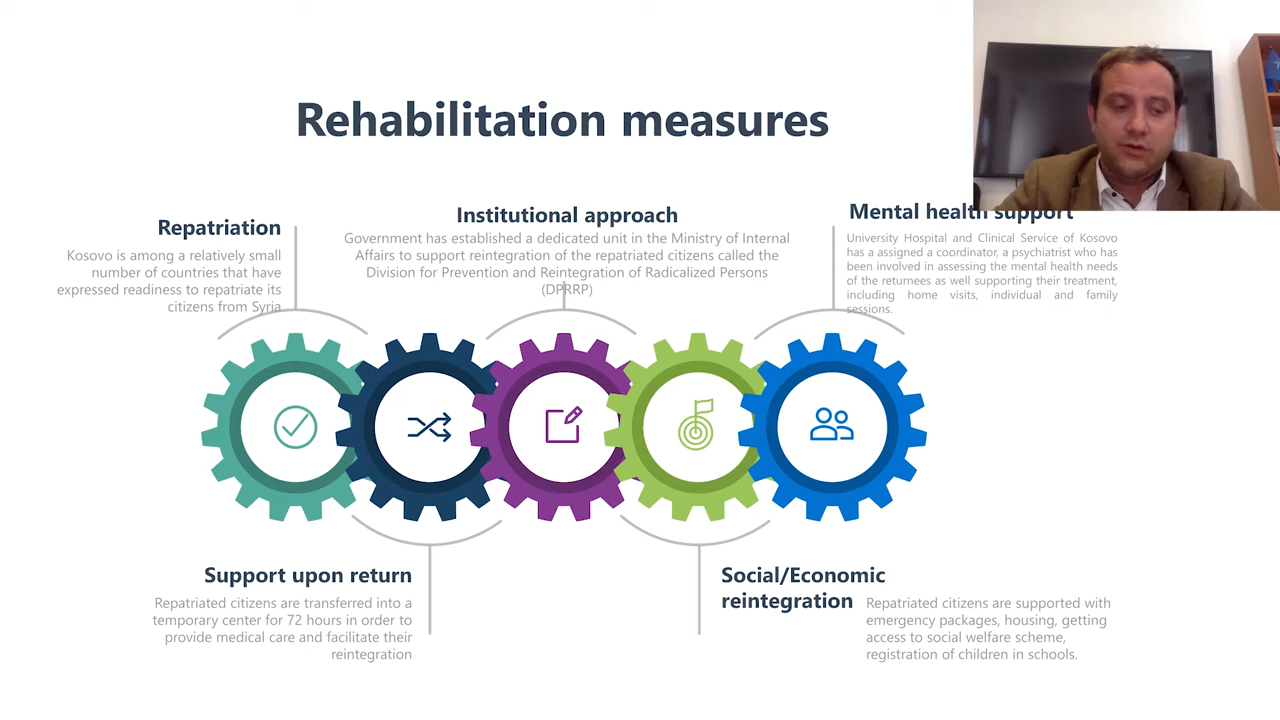 Rehabilitation measures
Repatriation
Kosovo is among a relatively small
number of countries that have
expressed readiness to repatriate its
citizens from Syria
Institutional approach
Government has established a dedicated unit in the Ministry of Internal
Affairs to support reintegration of the repatriated citizens called the
Division for Prevention and Reintegration of Radicalized Persons
(DPRRP)
Mental health support
University Hospital and Clinical Service of Kosovo
has a assigned a coordinator, a psychiatrist who has
been involved in assessing the mental health needs
of the returnees as well supporting their treatment,
including home visits, individual and family
sessions.
Support upon return
Repatriated citizens are transferred into a
temporary center for 72 hours in order to
provide medical care and facilitate their
reintegration
Social/Economic
reintegration
Repatriated citizens are supported with
emergency packages, housing, getting
access to social welfare scheme,
registration of children in schools.